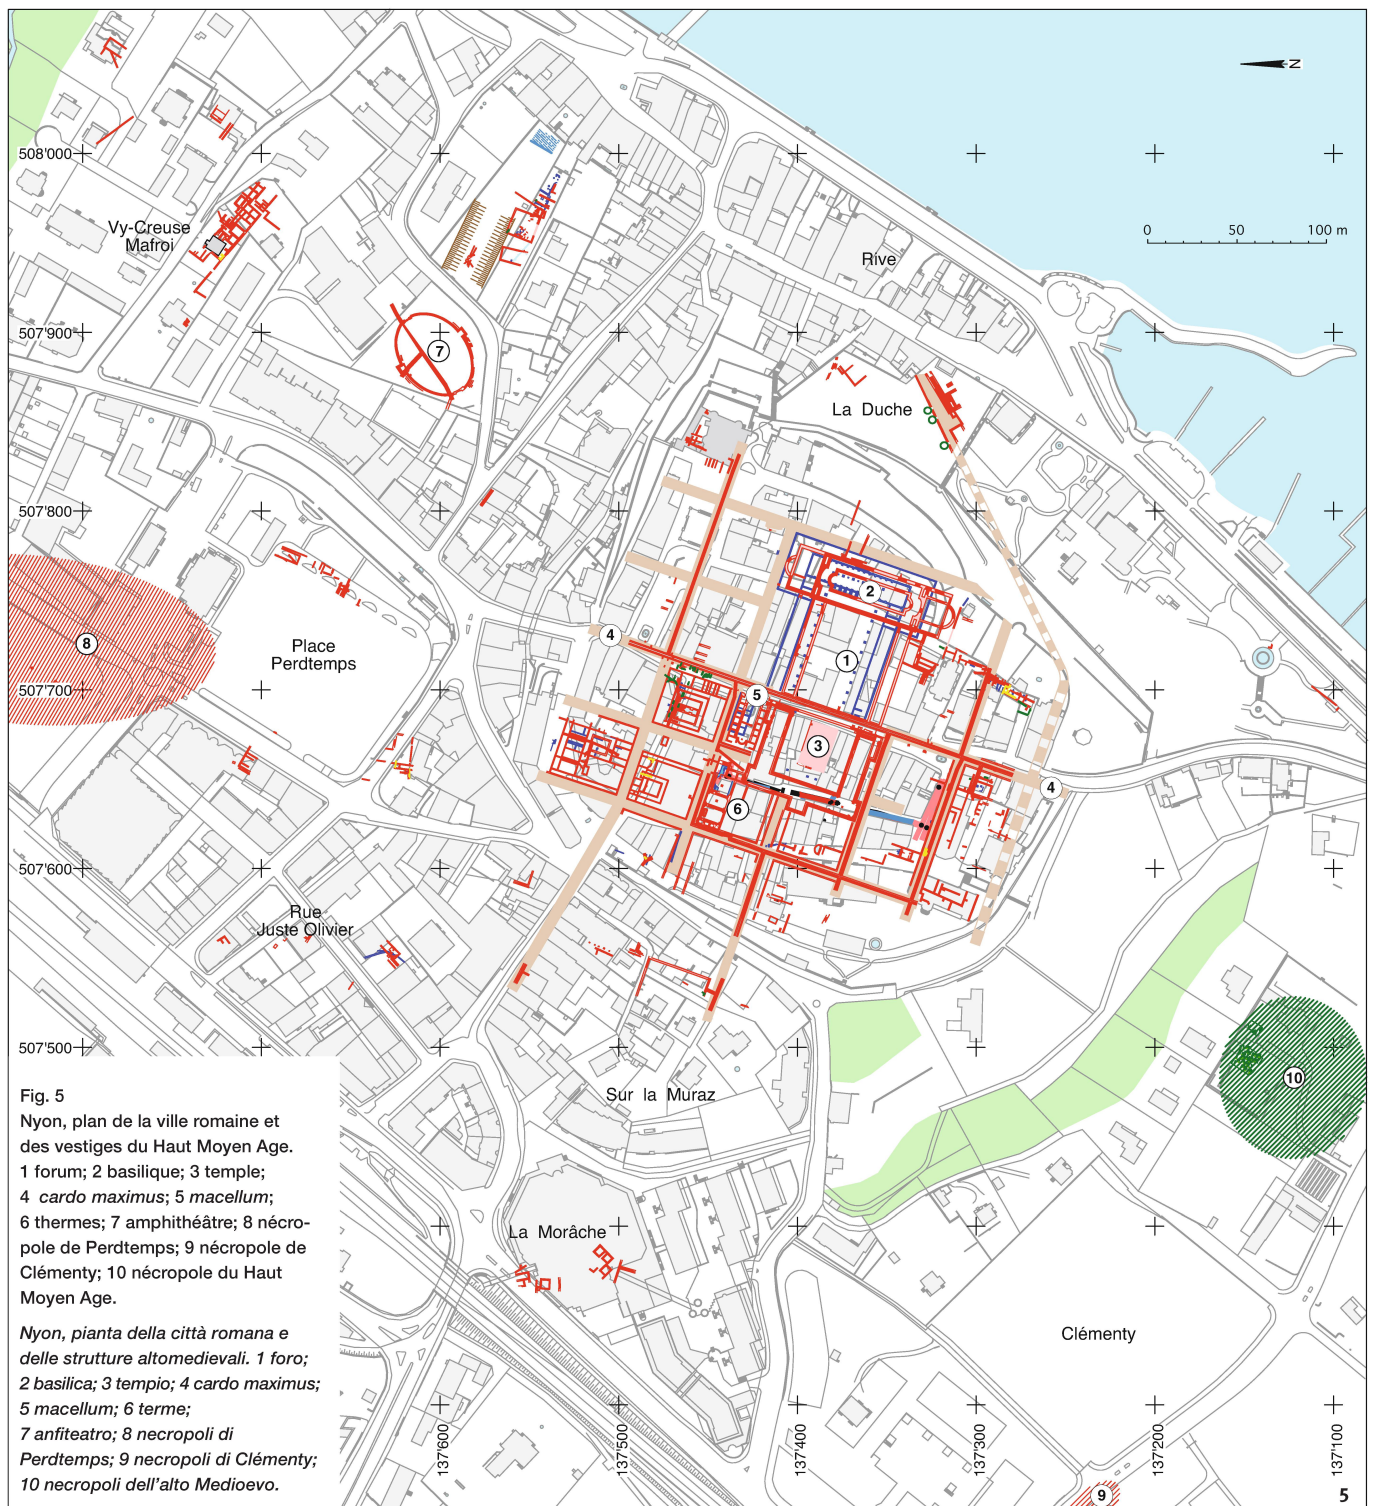 N
508'000
Vy-Creuse
Mafroi
0 50 100 m
Rive
507'900
7
La Duche
507'800
2
4
8
Place
Perdtemps
1
507'700
5
3
4
6
507'600
Rue
Juste Olivier
507'500
10
Sur la Muraz
Fig. 5
Nyon, plan de la ville romaine et
des vestiges du Haut Moyen Age.
1 forum; 2 basilique; 3 temple;
4 cardo maximus; 5 macellum;
6 thermes; 7 amphithéâtre; 8 nécro-
pole de Perdtemps; 9 nécropole de
Clémenty; 10 nécropole du Haut
Moyen Age.
Nyon, pianta della città romana e
delle strutture altomedievali. 1 foro;
2 basilica; 3 tempio; 4 cardo maximus;
5 macellum; 6 terme;
7 anfiteatro; 8 necropoli di
Perdtemps; 9 necropoli di Clémenty;
10 necropoli dell'alto Medioevo.
La Morâche
Clémenty
137'600
137'500
137'400
137'300
137'200
137'100
9
5